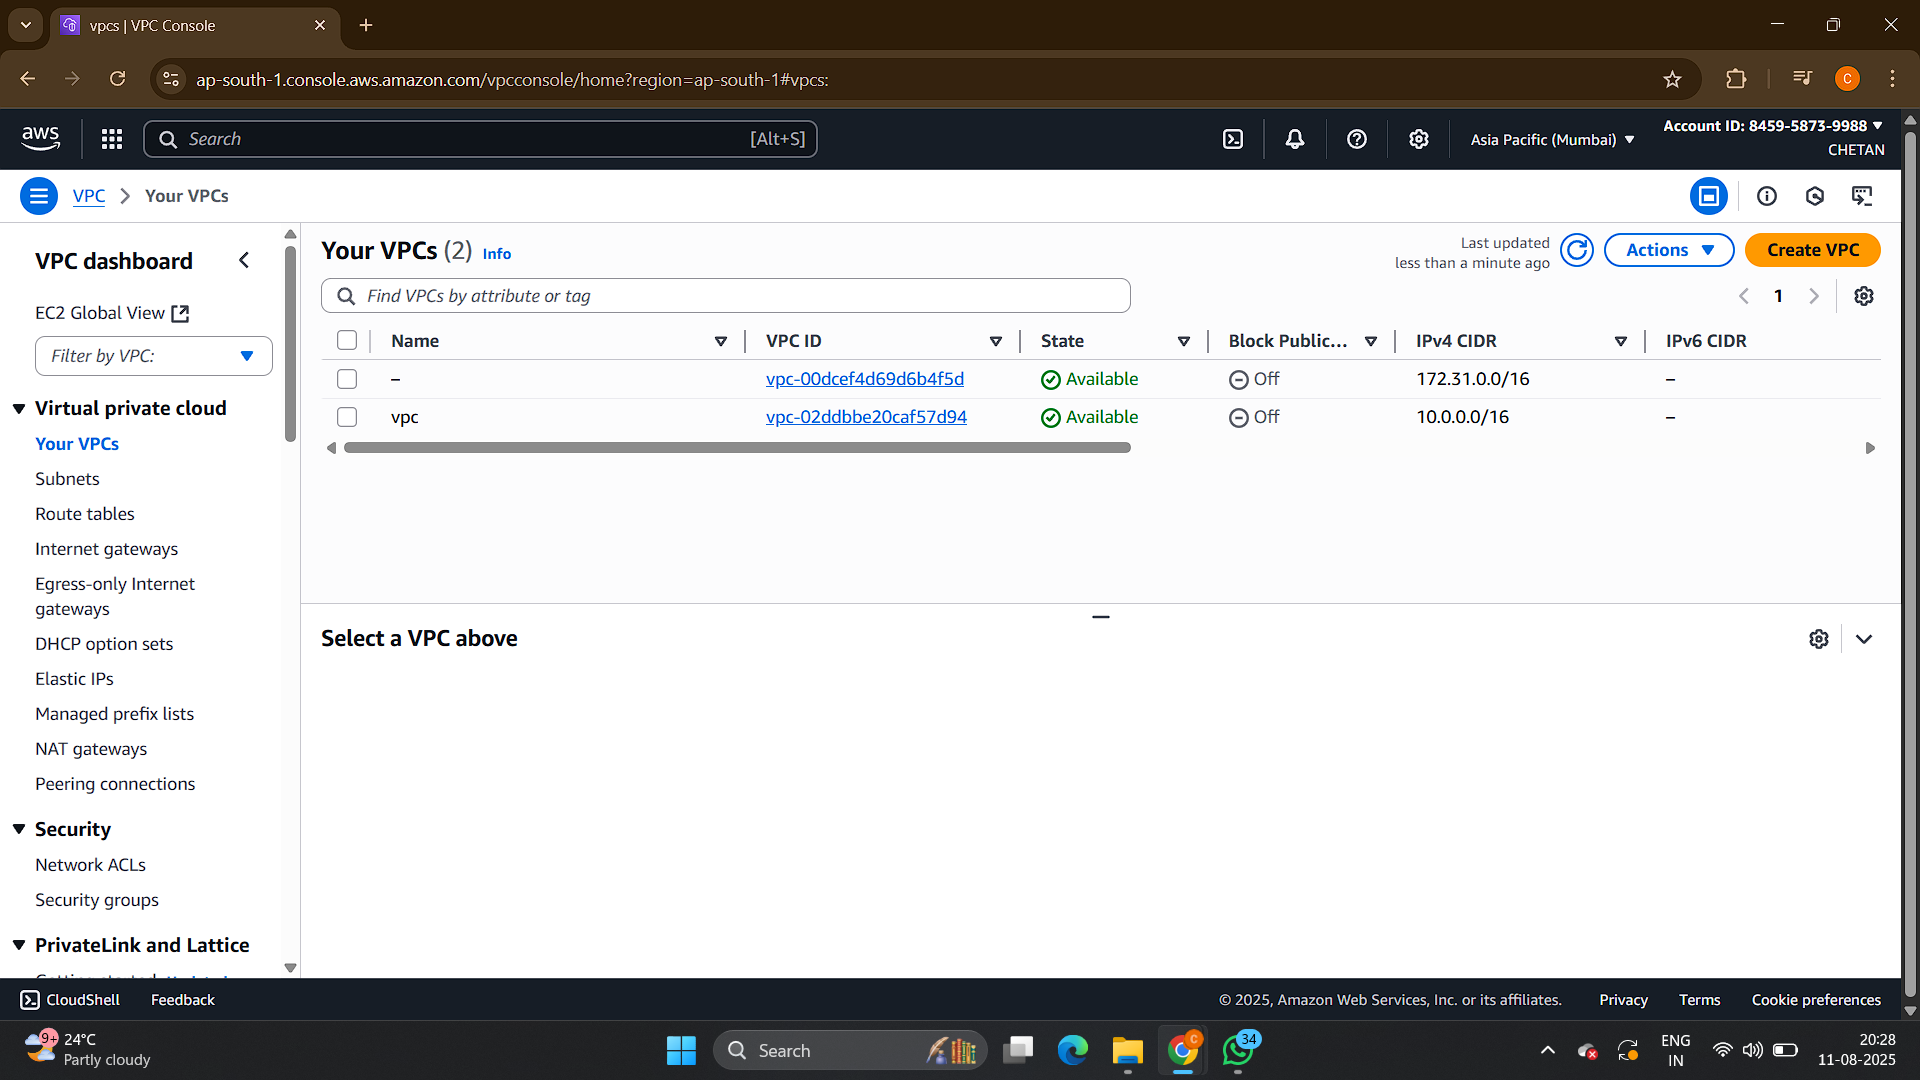 vpcs | VPC Console
ap-south-1.console.aws.amazon.com/vpcconsole/home?region=ap-south-1#vpcs:
C
aws
Search
[Alt+S]
Asia Pacific (Mumbai)
Account ID: 8459-5873-9988
CHETAN
VPC
Your VPCs
VPC dashboard
EC2 Global View
Filter by VPC:
Virtual private cloud
Your VPCs
Subnets
Route tables
Internet gateways
Egress-only Internet
gateways
DHCP option sets
Elastic IPs
Managed prefix lists
NAT gateways
Peering connections
Security
Network ACLs
Security groups
PrivateLink and Lattice
Your VPCs (2) Info
Last updated
less than a minute ago
Actions
Create VPC
Find VPCs by attribute or tag
1
Name VPC ID State Block Public... IPv4 CIDR IPv6 CIDR
– vpc-00dcef4d69d6b4f5d Available Off 172.31.0.0/16 –
vpc vpc-02ddbbe20caf57d94 Available Off 10.0.0.0/16 –
Select a VPC above
CloudShell Feedback © 2025, Amazon Web Services, Inc. or its affiliates. Privacy Terms Cookie preferences
9+
24°C
Partly cloudy
Search
C
34
ENG
IN
20:28
11-08-2025